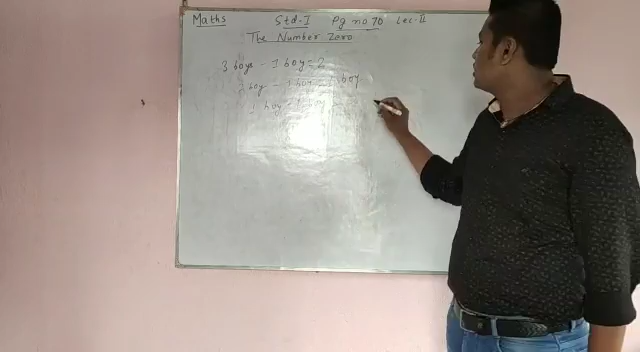 Maths Std-I Pg no 70 Lec-II
The Number Zero
3 boys - 1 boy = 2
2 boy - 1 boy = 1 boy
1 boy - 1 boy